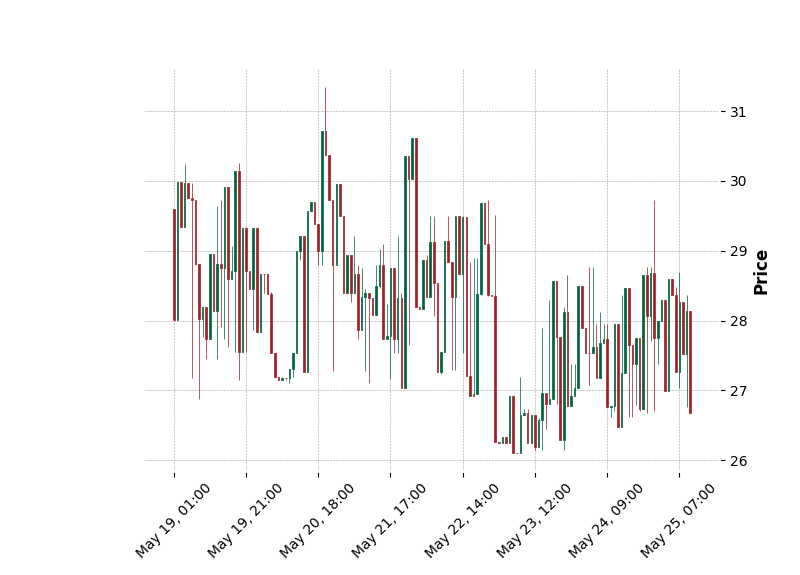 31
30
29
28
27
26
Price
May 19, 01:00
May 19, 21:00
May 20, 18:00
May 21, 17:00
May 22, 14:00
May 23, 12:00
May 24, 09:00
May 25, 07:00